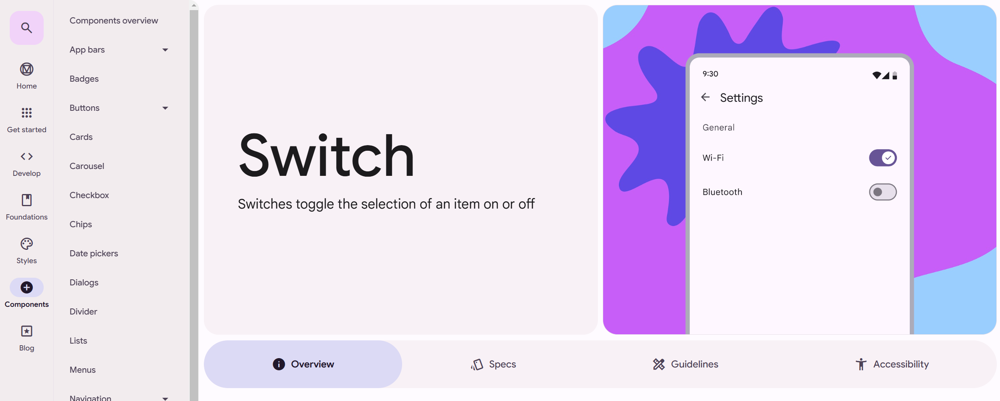 Home
Get started
Develop
Foundations
Styles
Components
Blog
Components overview
App bars
Badges
Buttons
Cards
Carousel
Checkbox
Chips
Date pickers
Dialogs
Divider
Lists
Menus
Navigation
Switch
Switches toggle the selection of an item on or off
9:30
Settings
General
Wi-Fi
Bluetooth
Overview
Specs
Guidelines
Accessibility